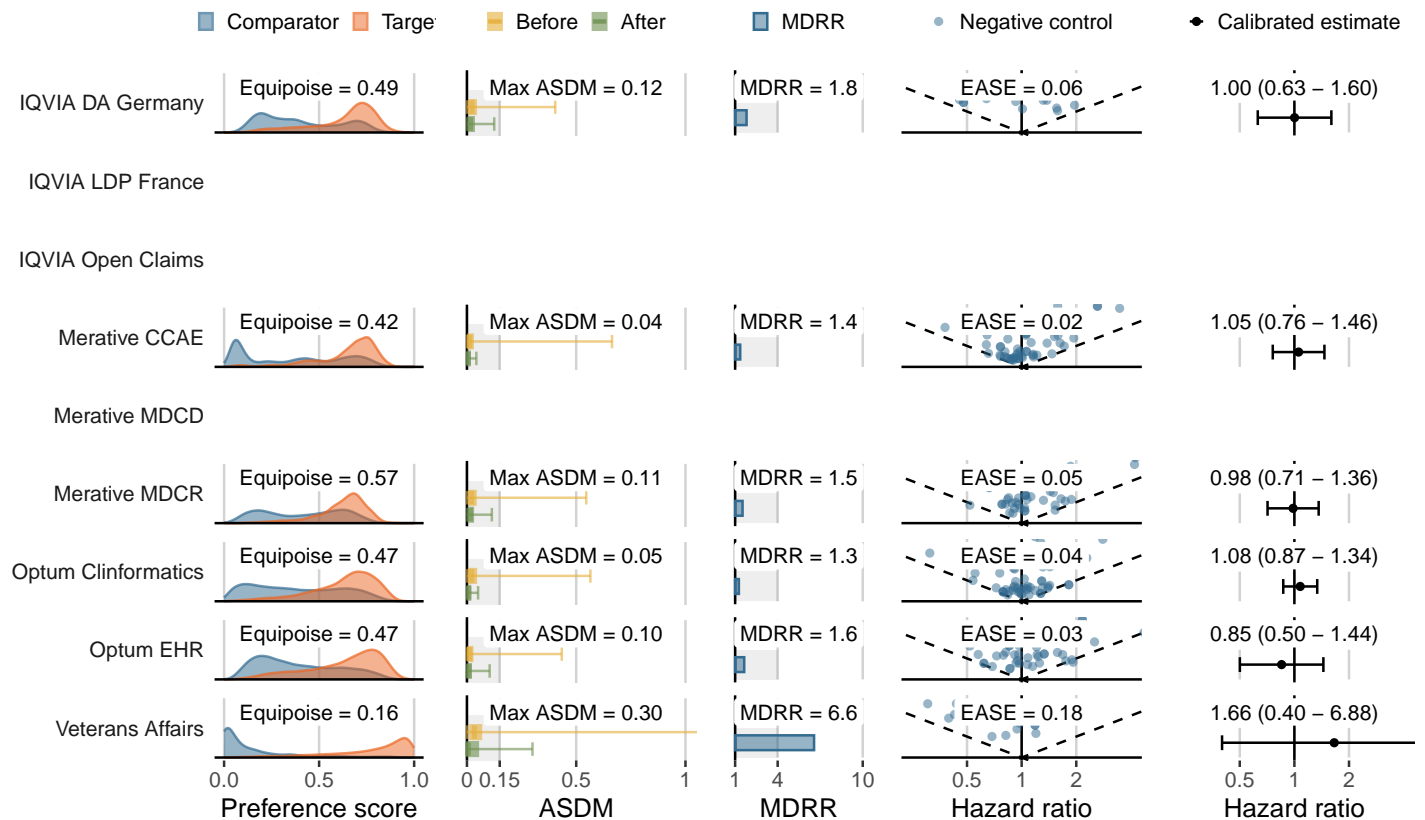 Comparator Targe Before After MDRR Negative control Calibrated estimate
IQVIA DA Germany Equipoise = 0.49 Max ASDM = 0.12 MDRR = 1.8 EASE = 0.06 1.00 (0.63 – 1.60)
IQVIA LDP France
IQVIA Open Claims
Merative CCAE Equipoise = 0.42 Max ASDM = 0.04 MDRR = 1.4 EASE = 0.02 1.05 (0.76 – 1.46)
Merative MDCD
Merative MDCR Equipoise = 0.57 Max ASDM = 0.11 MDRR = 1.5 EASE = 0.05 0.98 (0.71 – 1.36)
Optum Clinformatics Equipoise = 0.47 Max ASDM = 0.05 MDRR = 1.3 EASE = 0.04 1.08 (0.87 – 1.34)
Optum EHR Equipoise = 0.47 Max ASDM = 0.10 MDRR = 1.6 EASE = 0.03 0.85 (0.50 – 1.44)
Veterans Affairs Equipoise = 0.16 Max ASDM = 0.30 MDRR = 6.6 EASE = 0.18 1.66 (0.40 – 6.88)
0.0 0.5 1.0 0 0.15 0.5 1 1 4 10 0.5 1 2 0.5 1 2
Preference score ASDM MDRR Hazard ratio Hazard ratio